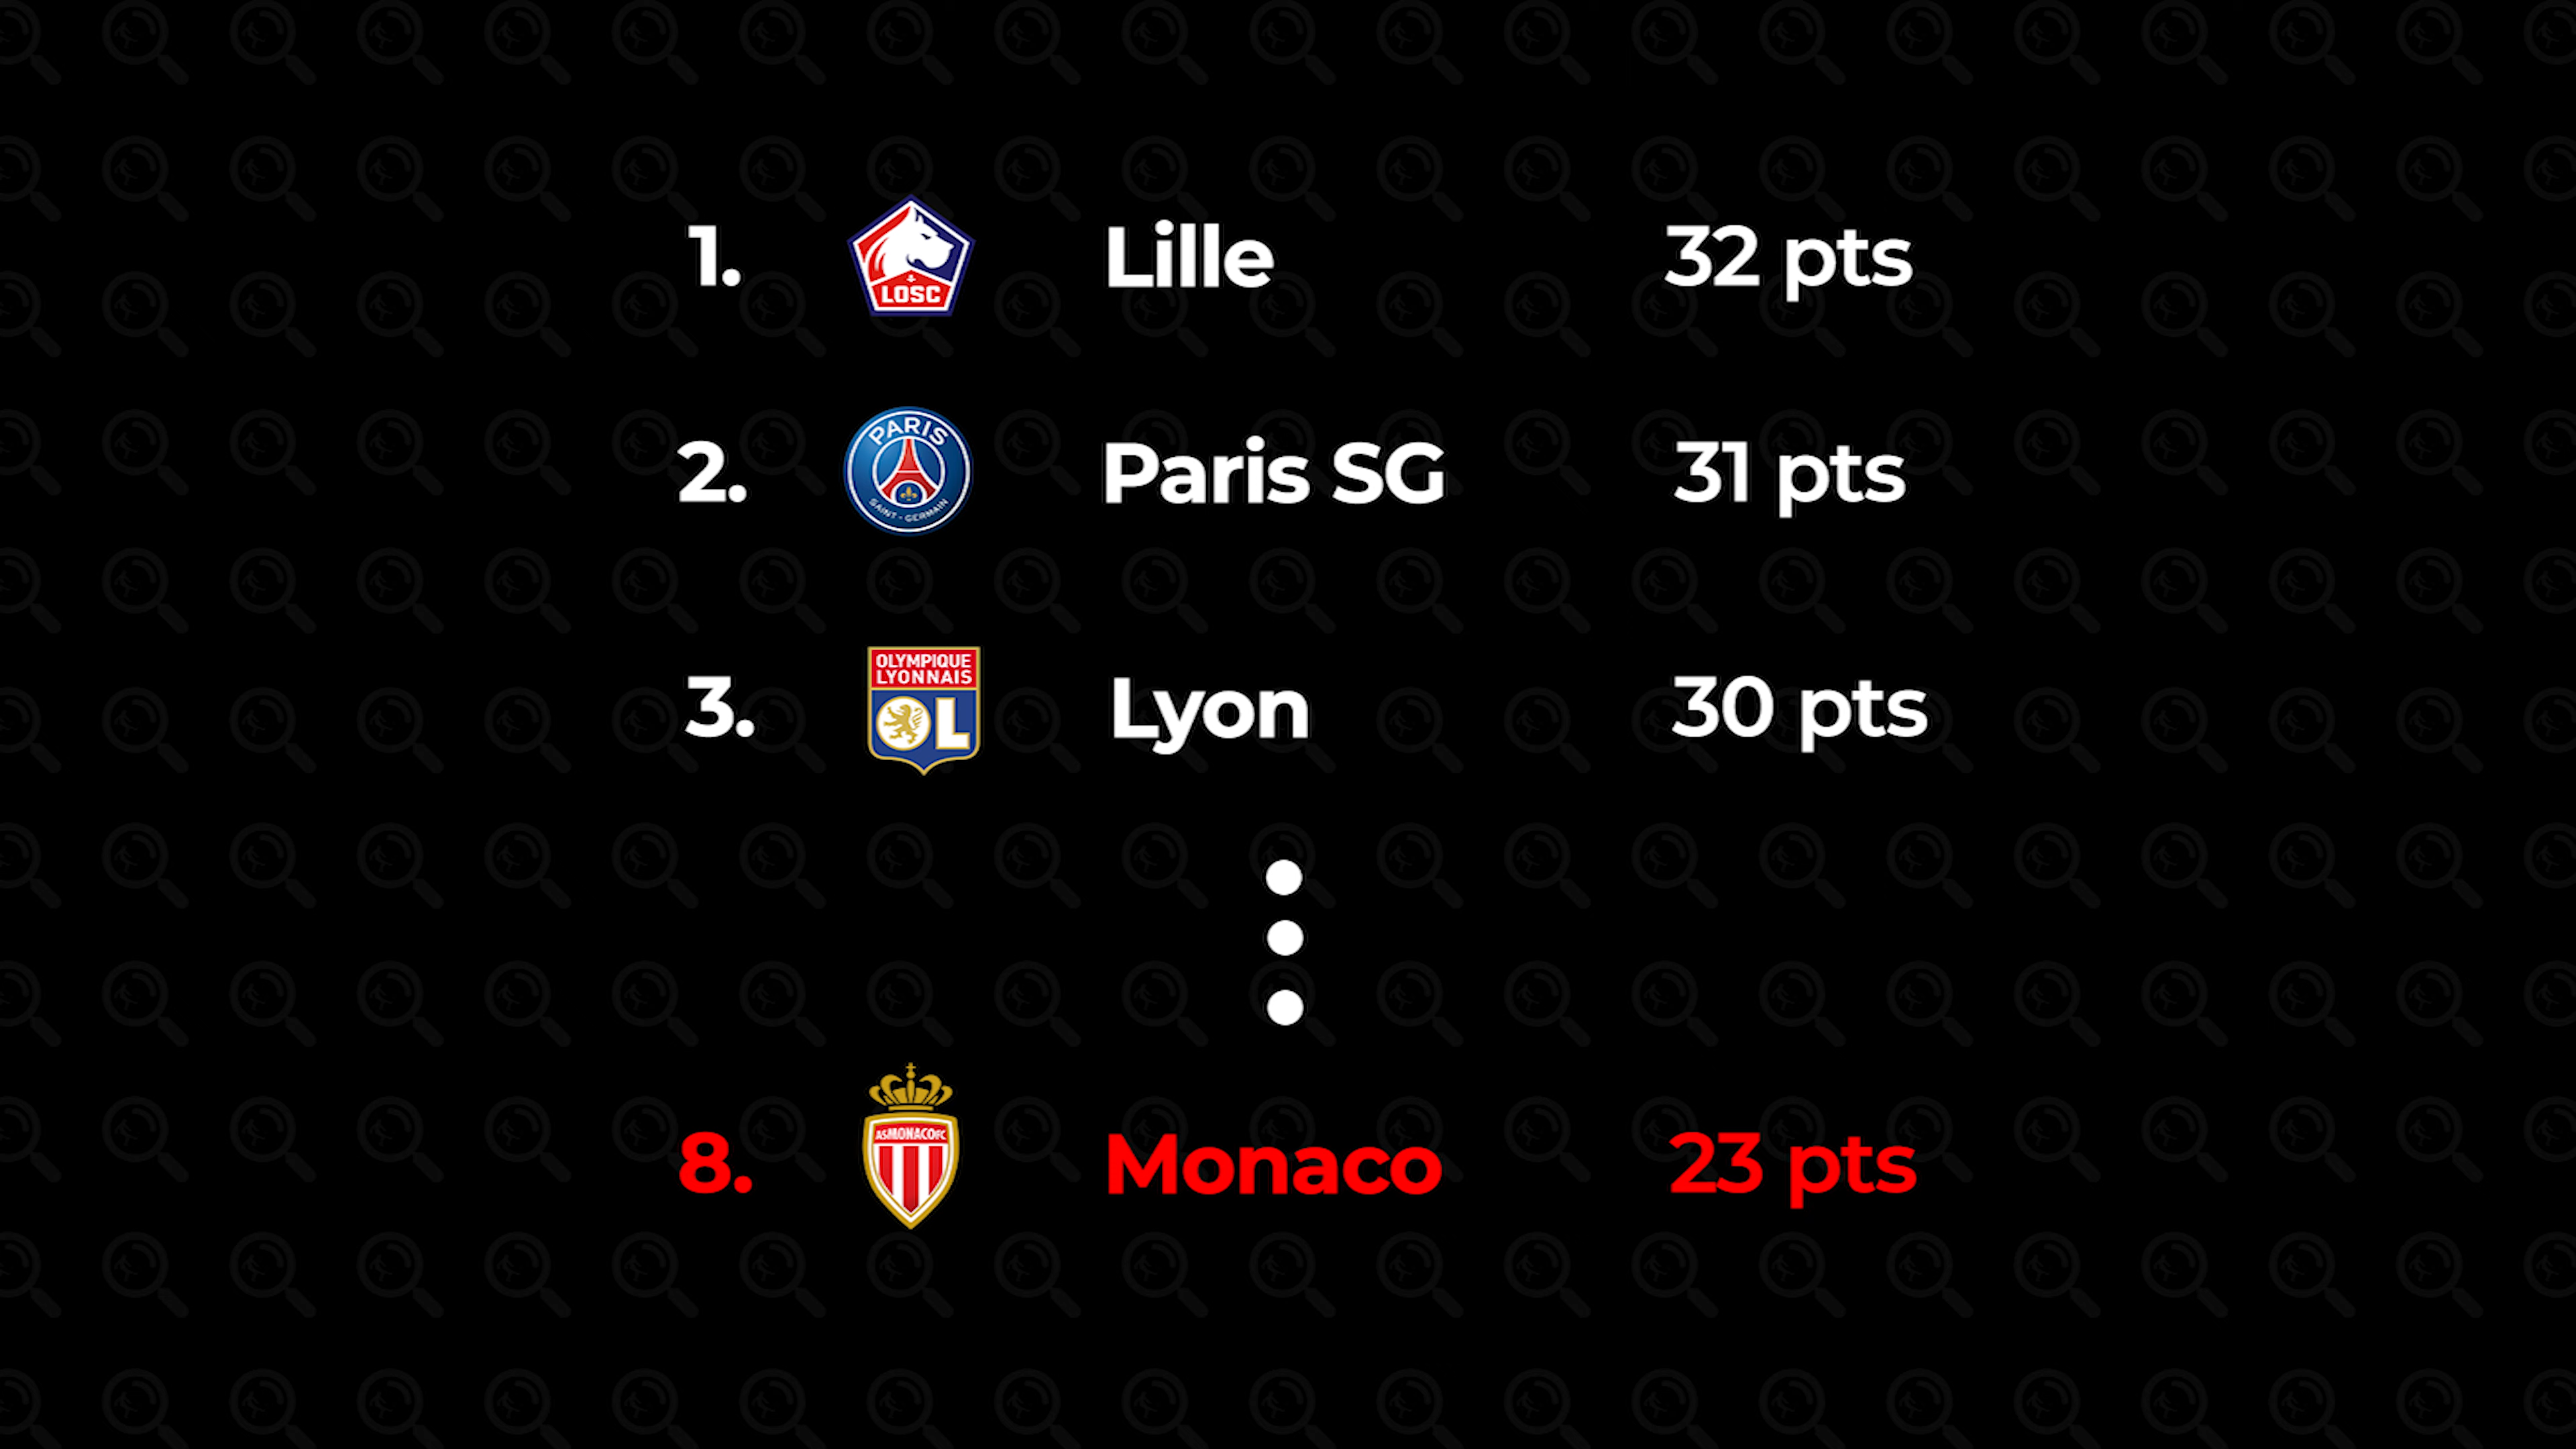 1. LOSC Lille 32 pts
2. PARIS SAINT-GERMAIN Paris SG 31 pts
3. OLYMPIQUE LYONNAIS OL Lyon 30 pts
8. ASMONACOFC Monaco 23 pts